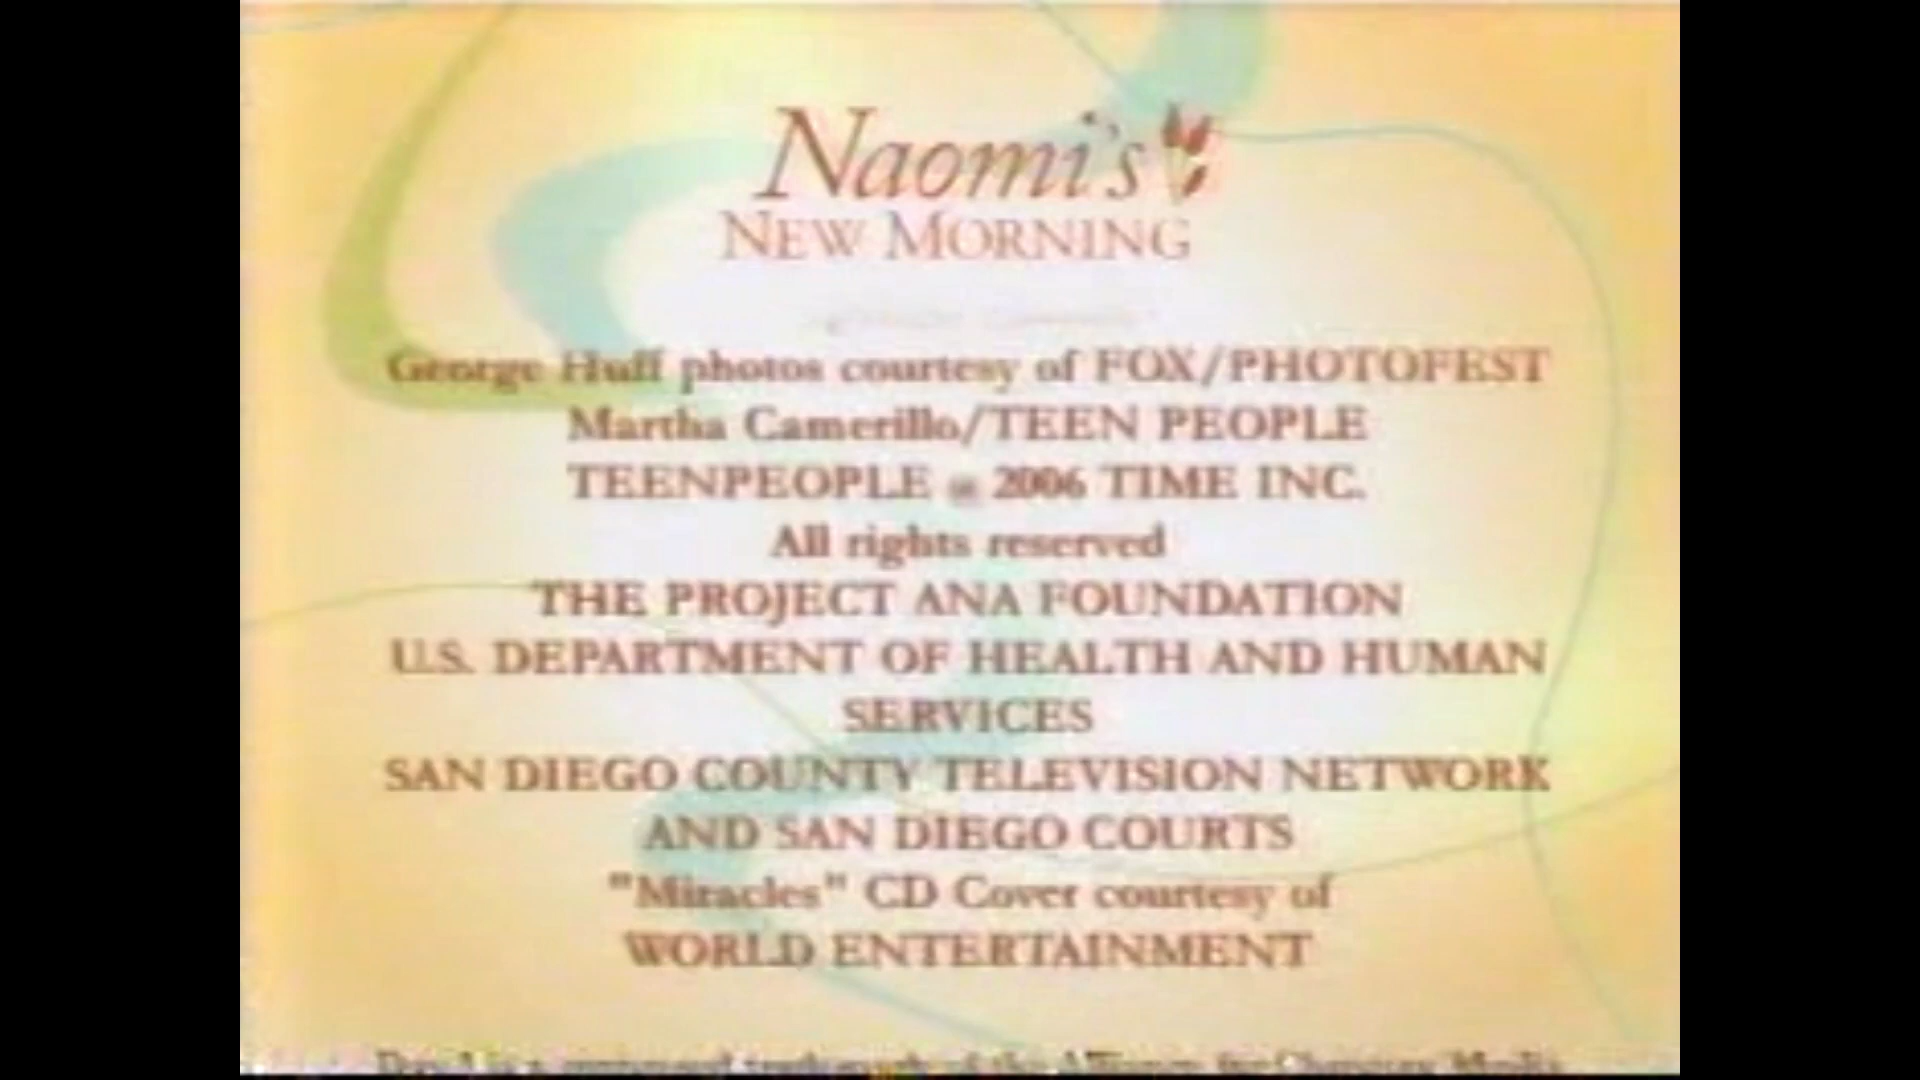 Naomi's
NEW MORNING
George Huff photos courtesy of FOX/PHOTOFEST
Martha Camerillo/TEEN PEOPLE
TEENPEOPLE 2006 TIME INC.
All rights reserved
THE PROJECT ANA FOUNDATION
U.S. DEPARTMENT OF HEALTH AND HUMAN
SERVICES
SAN DIEGO COUNTY TELEVISION NETWORK
AND SAN DIEGO COURTS
"Miracles" CD Cover courtesy of
WORLD ENTERTAINMENT